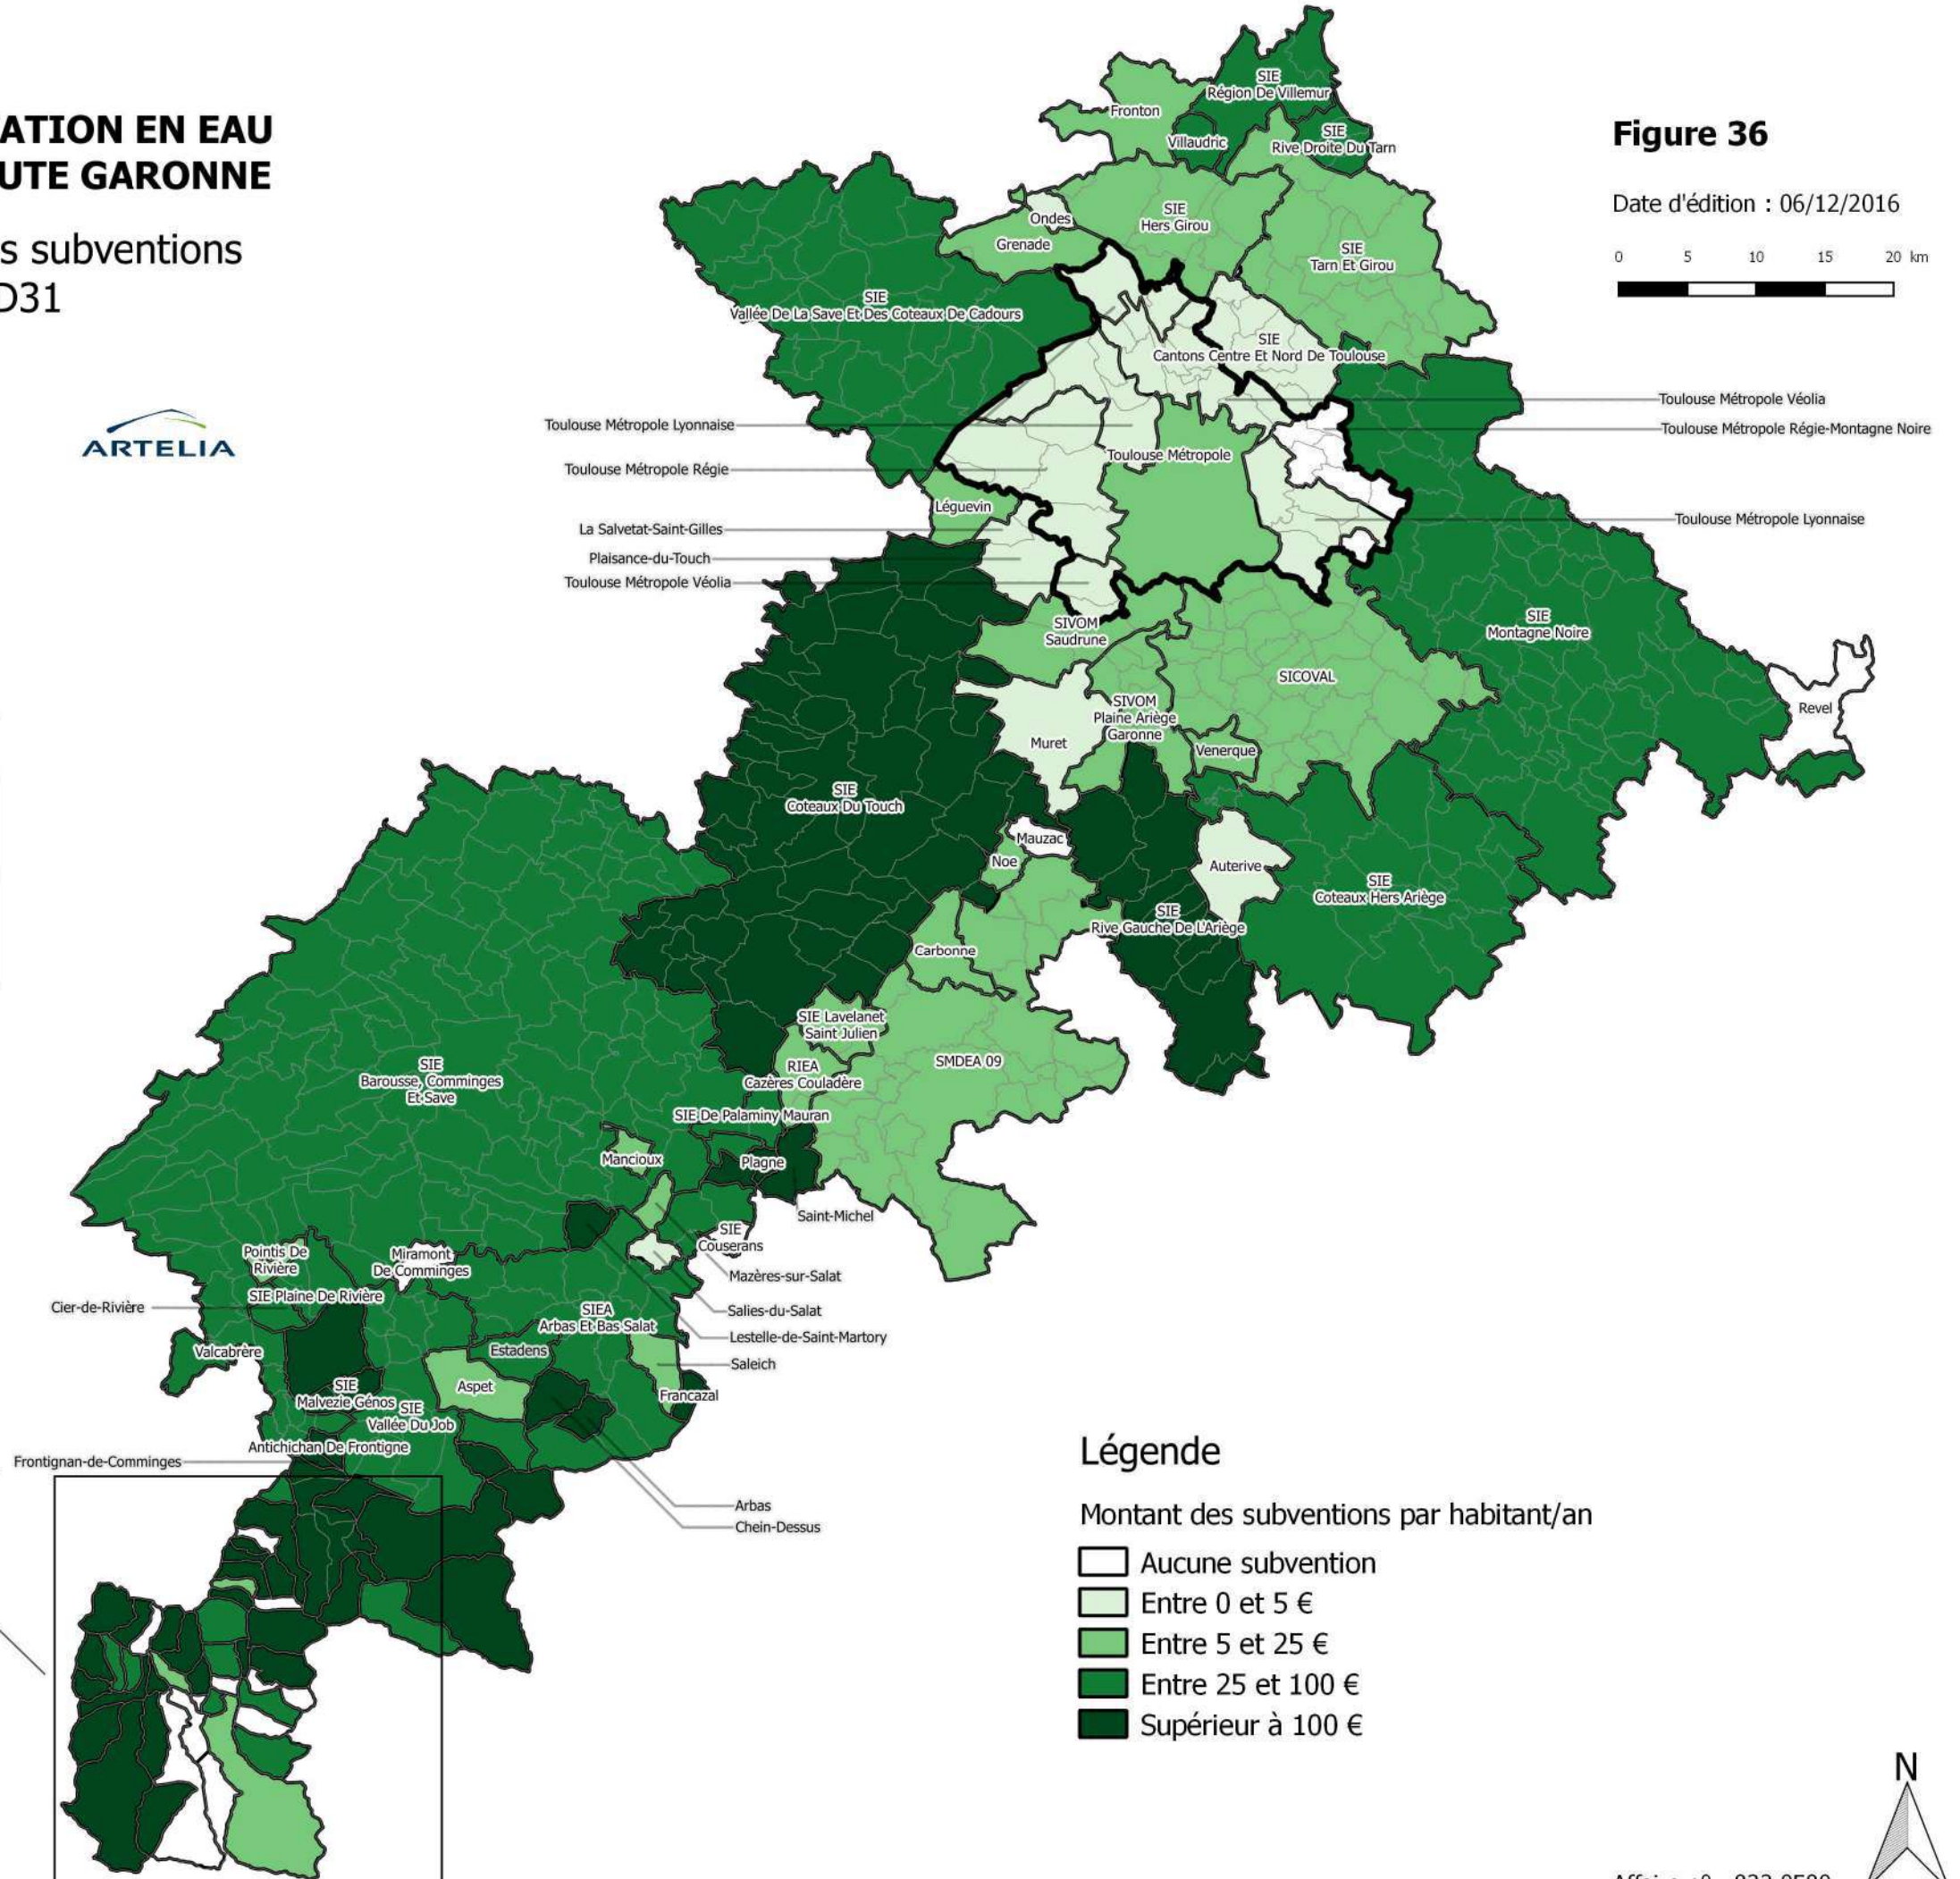 ATION EN EAU
UTE GARONNE
s subventions
D31
ARTELIA
Figure 36
Date d'édition : 06/12/2016
0 5 10 15 20 km
SIE
Région De Villemur
Fronton
Villaudric
SIE
Rive Droite Du Tarn
Ondes
Grenade
SIE
Hers Girou
SIE
Tarn Et Girou
SIE
Vallée De La Save Et Des Coteaux De Cadours
SIE
Cantons Centre Et Nord De Toulouse
Toulouse Métropole Véolia
Toulouse Métropole Régie-Montagne Noire
Toulouse Métropole Lyonnaise
Toulouse Métropole
Toulouse Métropole Régie
Léguevin
Toulouse Métropole Lyonnaise
La Salvetat-Saint-Gilles
Plaisance-du-Touch
Toulouse Métropole Véolia
SIVOM
Saudrune
SIE
Montagne Noire
SICOVAL
Revel
SIVOM
Plaine Ariège
Garonne
Muret
Venerque
SIE
Coteaux Du Touch
Mauzac
Noe
Auterive
SIE
Coteaux Hers Ariège
SIE
Rive Gauche De L'Ariège
Carbonne
SIE Lavelanet
Saint Julien
SMDEA 09
RIEA
Cazères Couladère
SIE
Barousse, Comminges
Et Save
SIE De Palaminy Mauran
Mancioux
Plagne
Saint-Michel
SIE
Couserans
Pointis De
Rivière
Miramont
De Comminges
Mazères-sur-Salat
SIE Plaine De Rivière
Cier-de-Rivière
SIEA
Arbas Et Bas Salat
Salies-du-Salat
Lestelle-de-Saint-Martory
Valcabrère
Estadens
Saleich
Aspet
SIE
Malvezie Génos
Francazal
SIE
Vallée Du Job
Antichichan De Frontigne
Frontignan-de-Comminges
Arbas
Chein-Dessus
Légende
Montant des subventions par habitant/an
Aucune subvention
Entre 0 et 5 €
Entre 5 et 25 €
Entre 25 et 100 €
Supérieur à 100 €
N